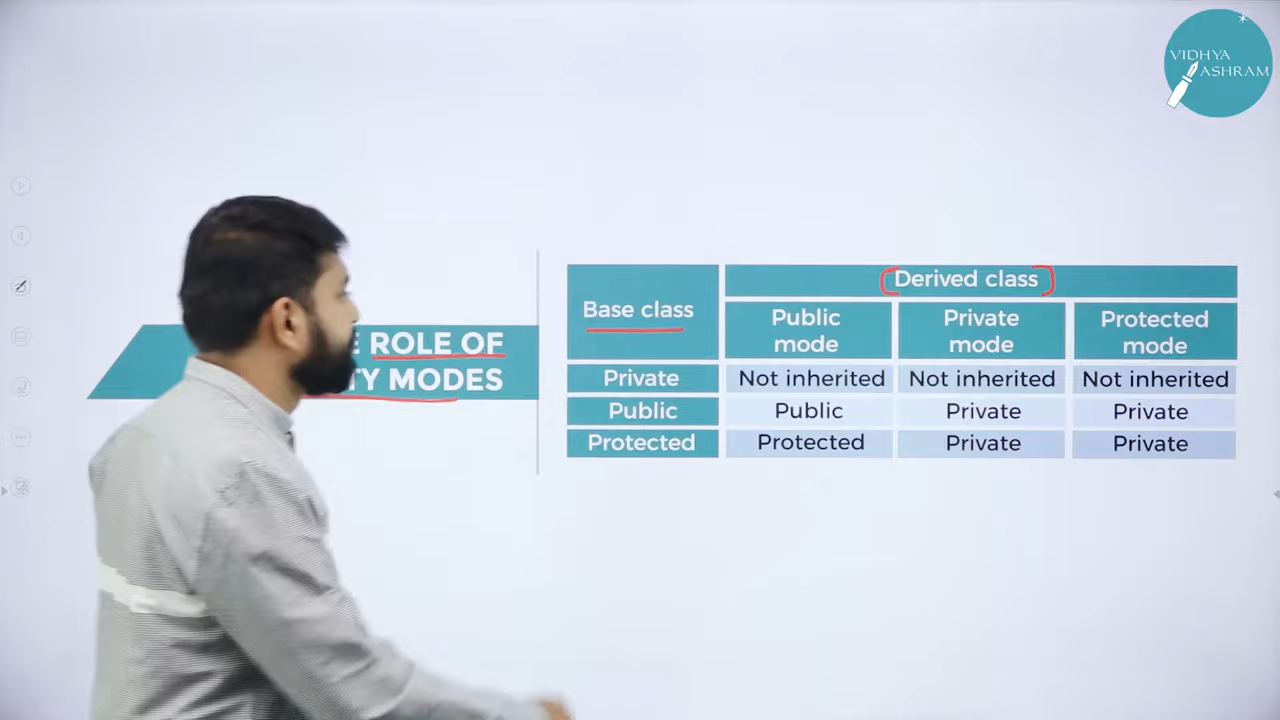 VIDHYA
ASHRAM
ROLE OF
MODES
Base class
Derived class
Public mode
Private mode
Protected mode
Private
Not inherited
Not inherited
Not inherited
Public
Public
Private
Private
Protected
Protected
Private
Private